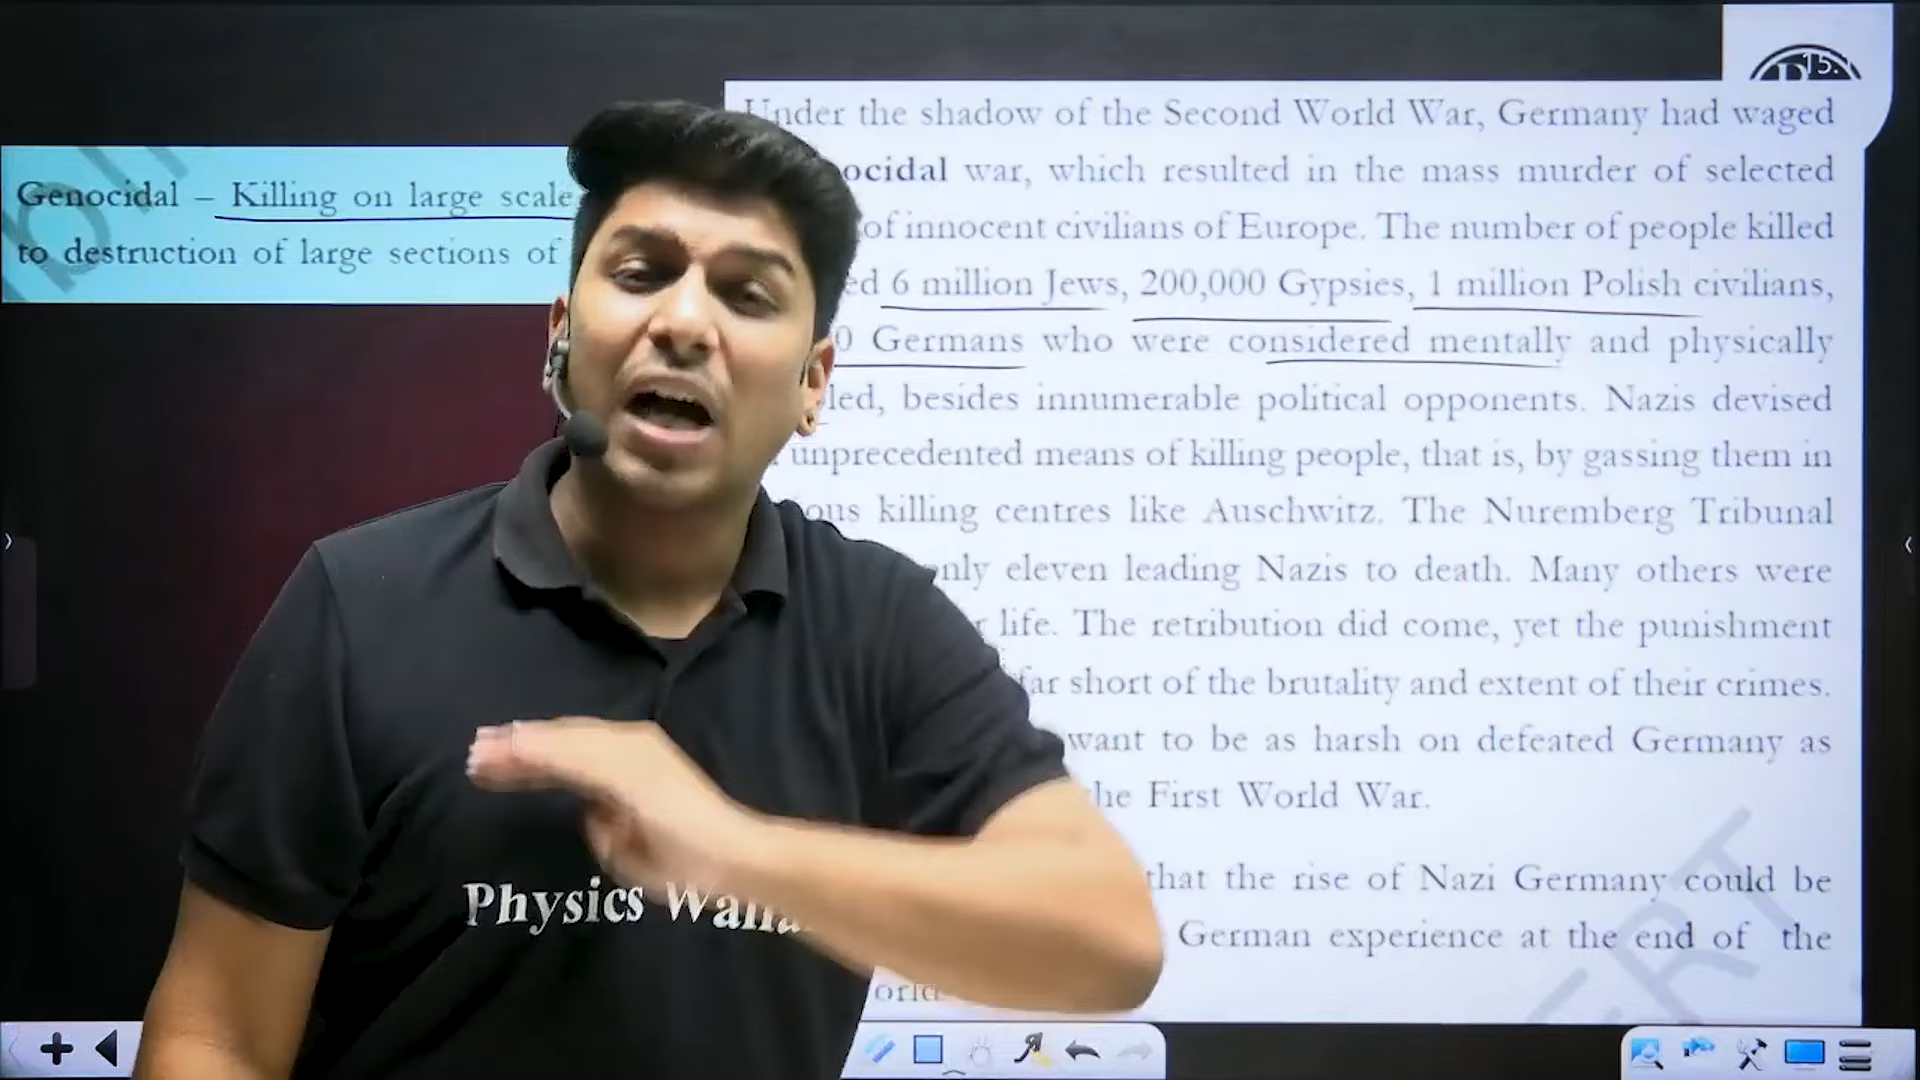 15.
Genocidal – Killing on large scale
to destruction of large sections of
Under the shadow of the Second World War, Germany had waged
ocidal war, which resulted in the mass murder of selected
of innocent civilians of Europe. The number of people killed
ed 6 million Jews, 200,000 Gypsies, 1 million Polish civilians,
0 Germans who were considered mentally and physically
led, besides innumerable political opponents. Nazis devised
unprecedented means of killing people, that is, by gassing them in
ous killing centres like Auschwitz. The Nuremberg Tribunal
only eleven leading Nazis to death. Many others were
life. The retribution did come, yet the punishment
far short of the brutality and extent of their crimes.
want to be as harsh on defeated Germany as
he First World War.
that the rise of Nazi Germany could be
German experience at the end of the
orld
Physics Walla